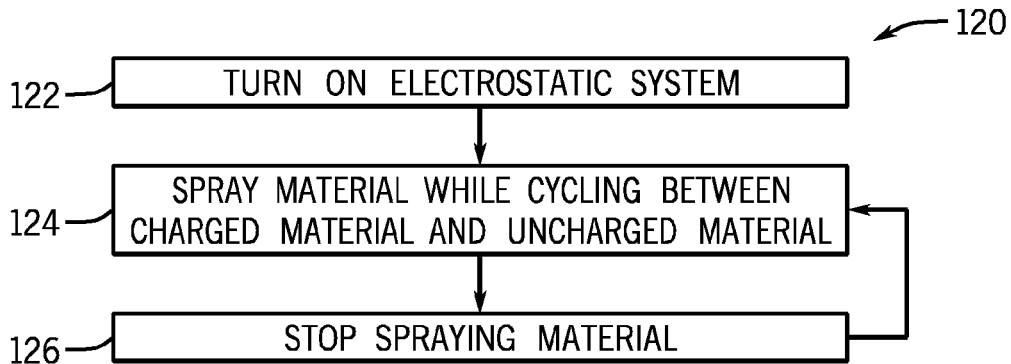 120
122
TURN ON ELECTROSTATIC SYSTEM
124
SPRAY MATERIAL WHILE CYCLING BETWEEN
CHARGED MATERIAL AND UNCHARGED MATERIAL
126
STOP SPRAYING MATERIAL